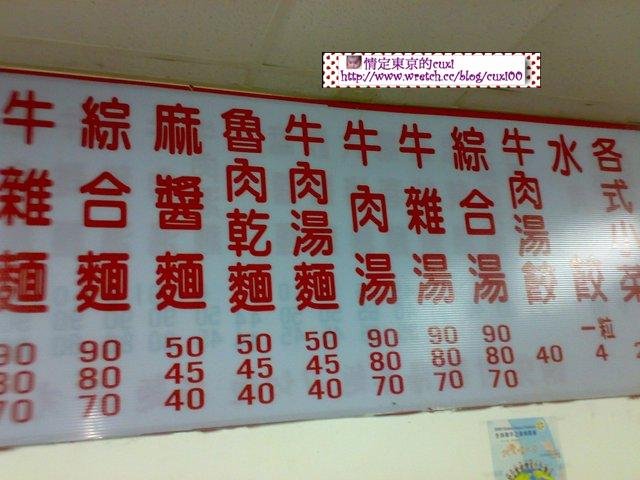 情定東京的cuxl
http://www.wretch.cc/blog/cux100
牛雜麵 90 80 70
綜合麵 90 80 70
麻醬麵 50 45 40
魯肉乾麵 50 45 40
牛肉湯麵 50 45 40
牛肉湯 90 80 70
牛雜湯 90 80 70
綜合湯 90 80 70
牛肉湯餃 40
水餃 一粒 4
各式小菜